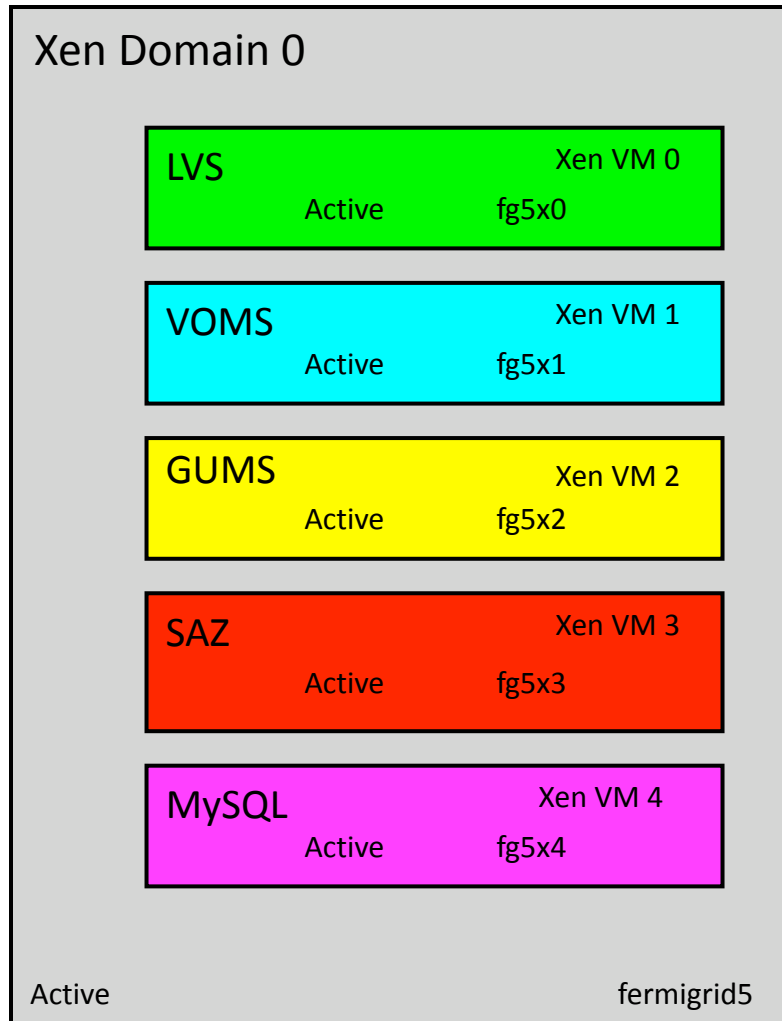 Xen Domain 0
LVS Xen VM 0
Active fg5x0
VOMS Xen VM 1
Active fg5x1
GUMS Xen VM 2
Active fg5x2
SAZ Xen VM 3
Active fg5x3
MySQL Xen VM 4
Active fg5x4
Active fermigrid5